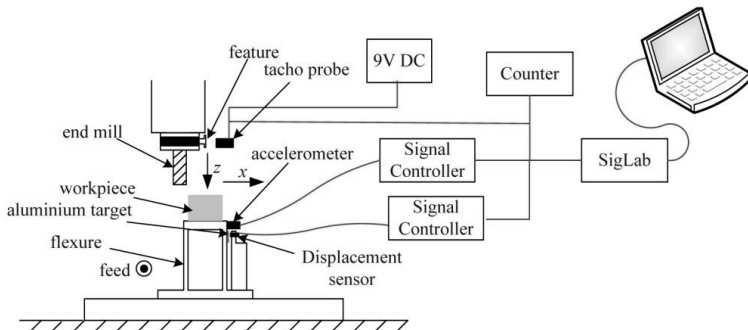 feature
tacho probe
9V DC
Counter
end mill
accelerometer
Signal
Controller
SigLab
z
x
workpiece
aluminium target
Signal
Controller
flexure
Displacement
sensor
feed